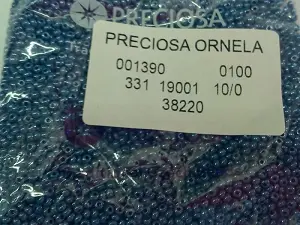 PRECIOSA
PRECIOSA ORNELA
001390 0100
331 19001 10/0
38220